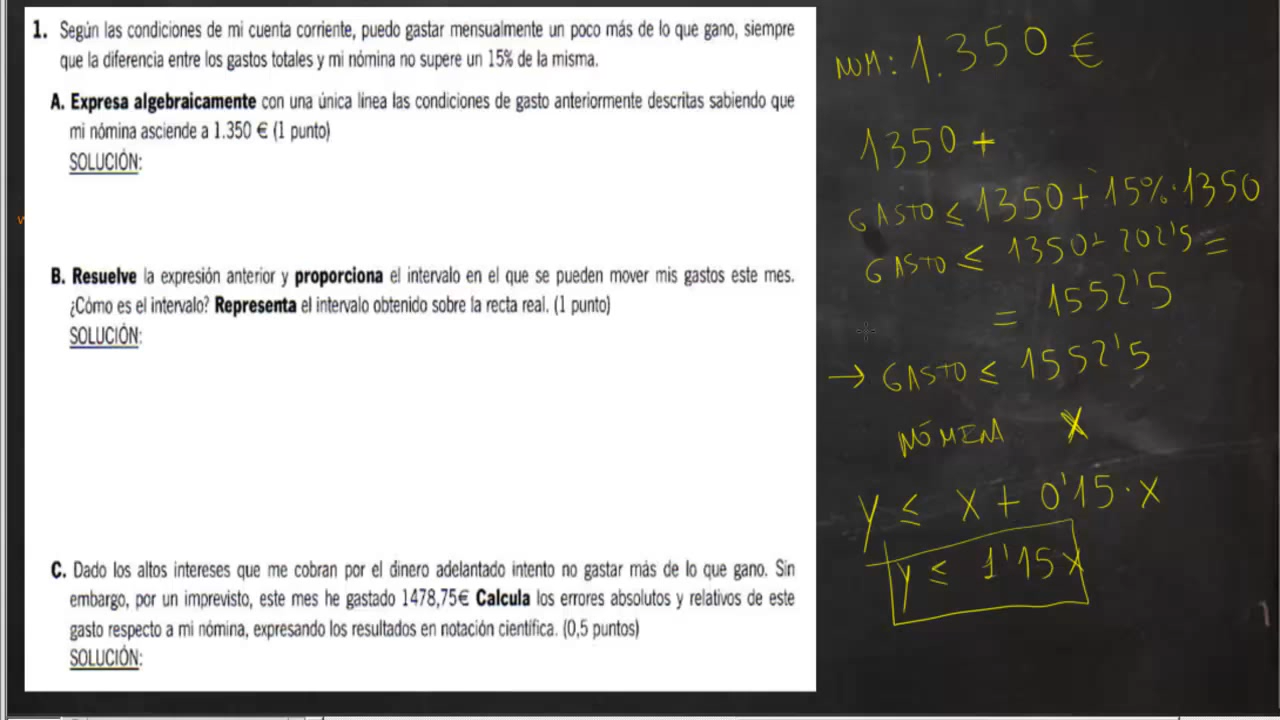 1. Según las condiciones de mi cuenta corriente, puedo gastar mensualmente un poco más de lo que gano, siempre
que la diferencia entre los gastos totales y mi nómina no supere un 15% de la misma.
A. Expresa algebraicamente con una única línea las condiciones de gasto anteriormente descritas sabiendo que
mi nómina asciende a 1.350 € (1 punto)
SOLUCIÓN:
B. Resuelve la expresión anterior y proporciona el intervalo en el que se pueden mover mis gastos este mes.
¿Cómo es el intervalo? Representa el intervalo obtenido sobre la recta real. (1 punto)
SOLUCIÓN:
C. Dado los altos intereses que me cobran por el dinero adelantado intento no gastar más de lo que gano. Sin
embargo, por un imprevisto, este mes he gastado 1478,75€ Calcula los errores absolutos y relativos de este
gasto respecto a mi nómina, expresando los resultados en notación científica. (0,5 puntos)
SOLUCIÓN:
NOM: 1.350 €
1350 +
GASTO ≤ 1350 + 15% · 1350
GASTO ≤ 1350 + 202'5 =
= 1552'5
→ GASTO ≤ 1552'5
X
y ≤ x + 0'15 · x
y ≤ 1'15 x